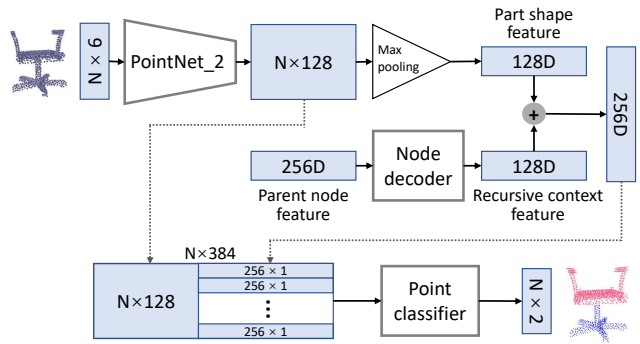 N×6
PointNet_2
N×128
Max
pooling
Part shape
feature
128D
+
256D
256D
Parent node
feature
Node
decoder
128D
Recursive context
feature
N×384
N×128
256 × 1
256 × 1
⋮
256 × 1
Point
classifier
N×2